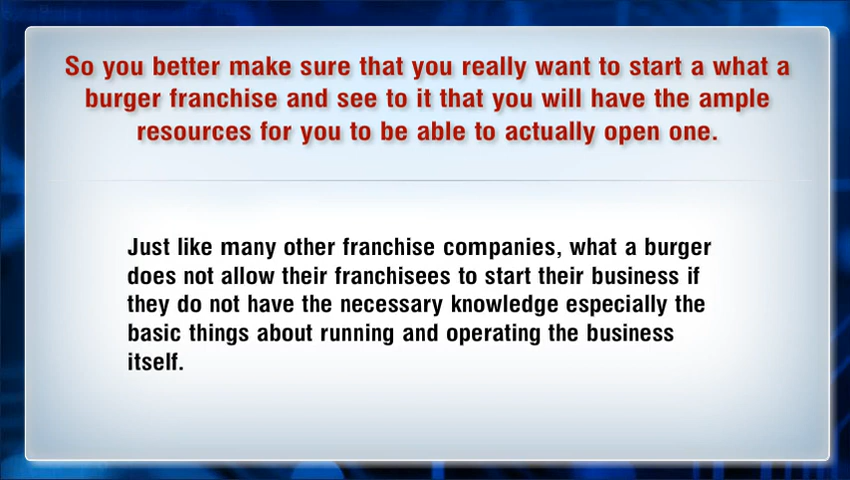 So you better make sure that you really want to start a what a
burger franchise and see to it that you will have the ample
resources for you to be able to actually open one.
Just like many other franchise companies, what a burger
does not allow their franchisees to start their business if
they do not have the necessary knowledge especially the
basic things about running and operating the business
itself.